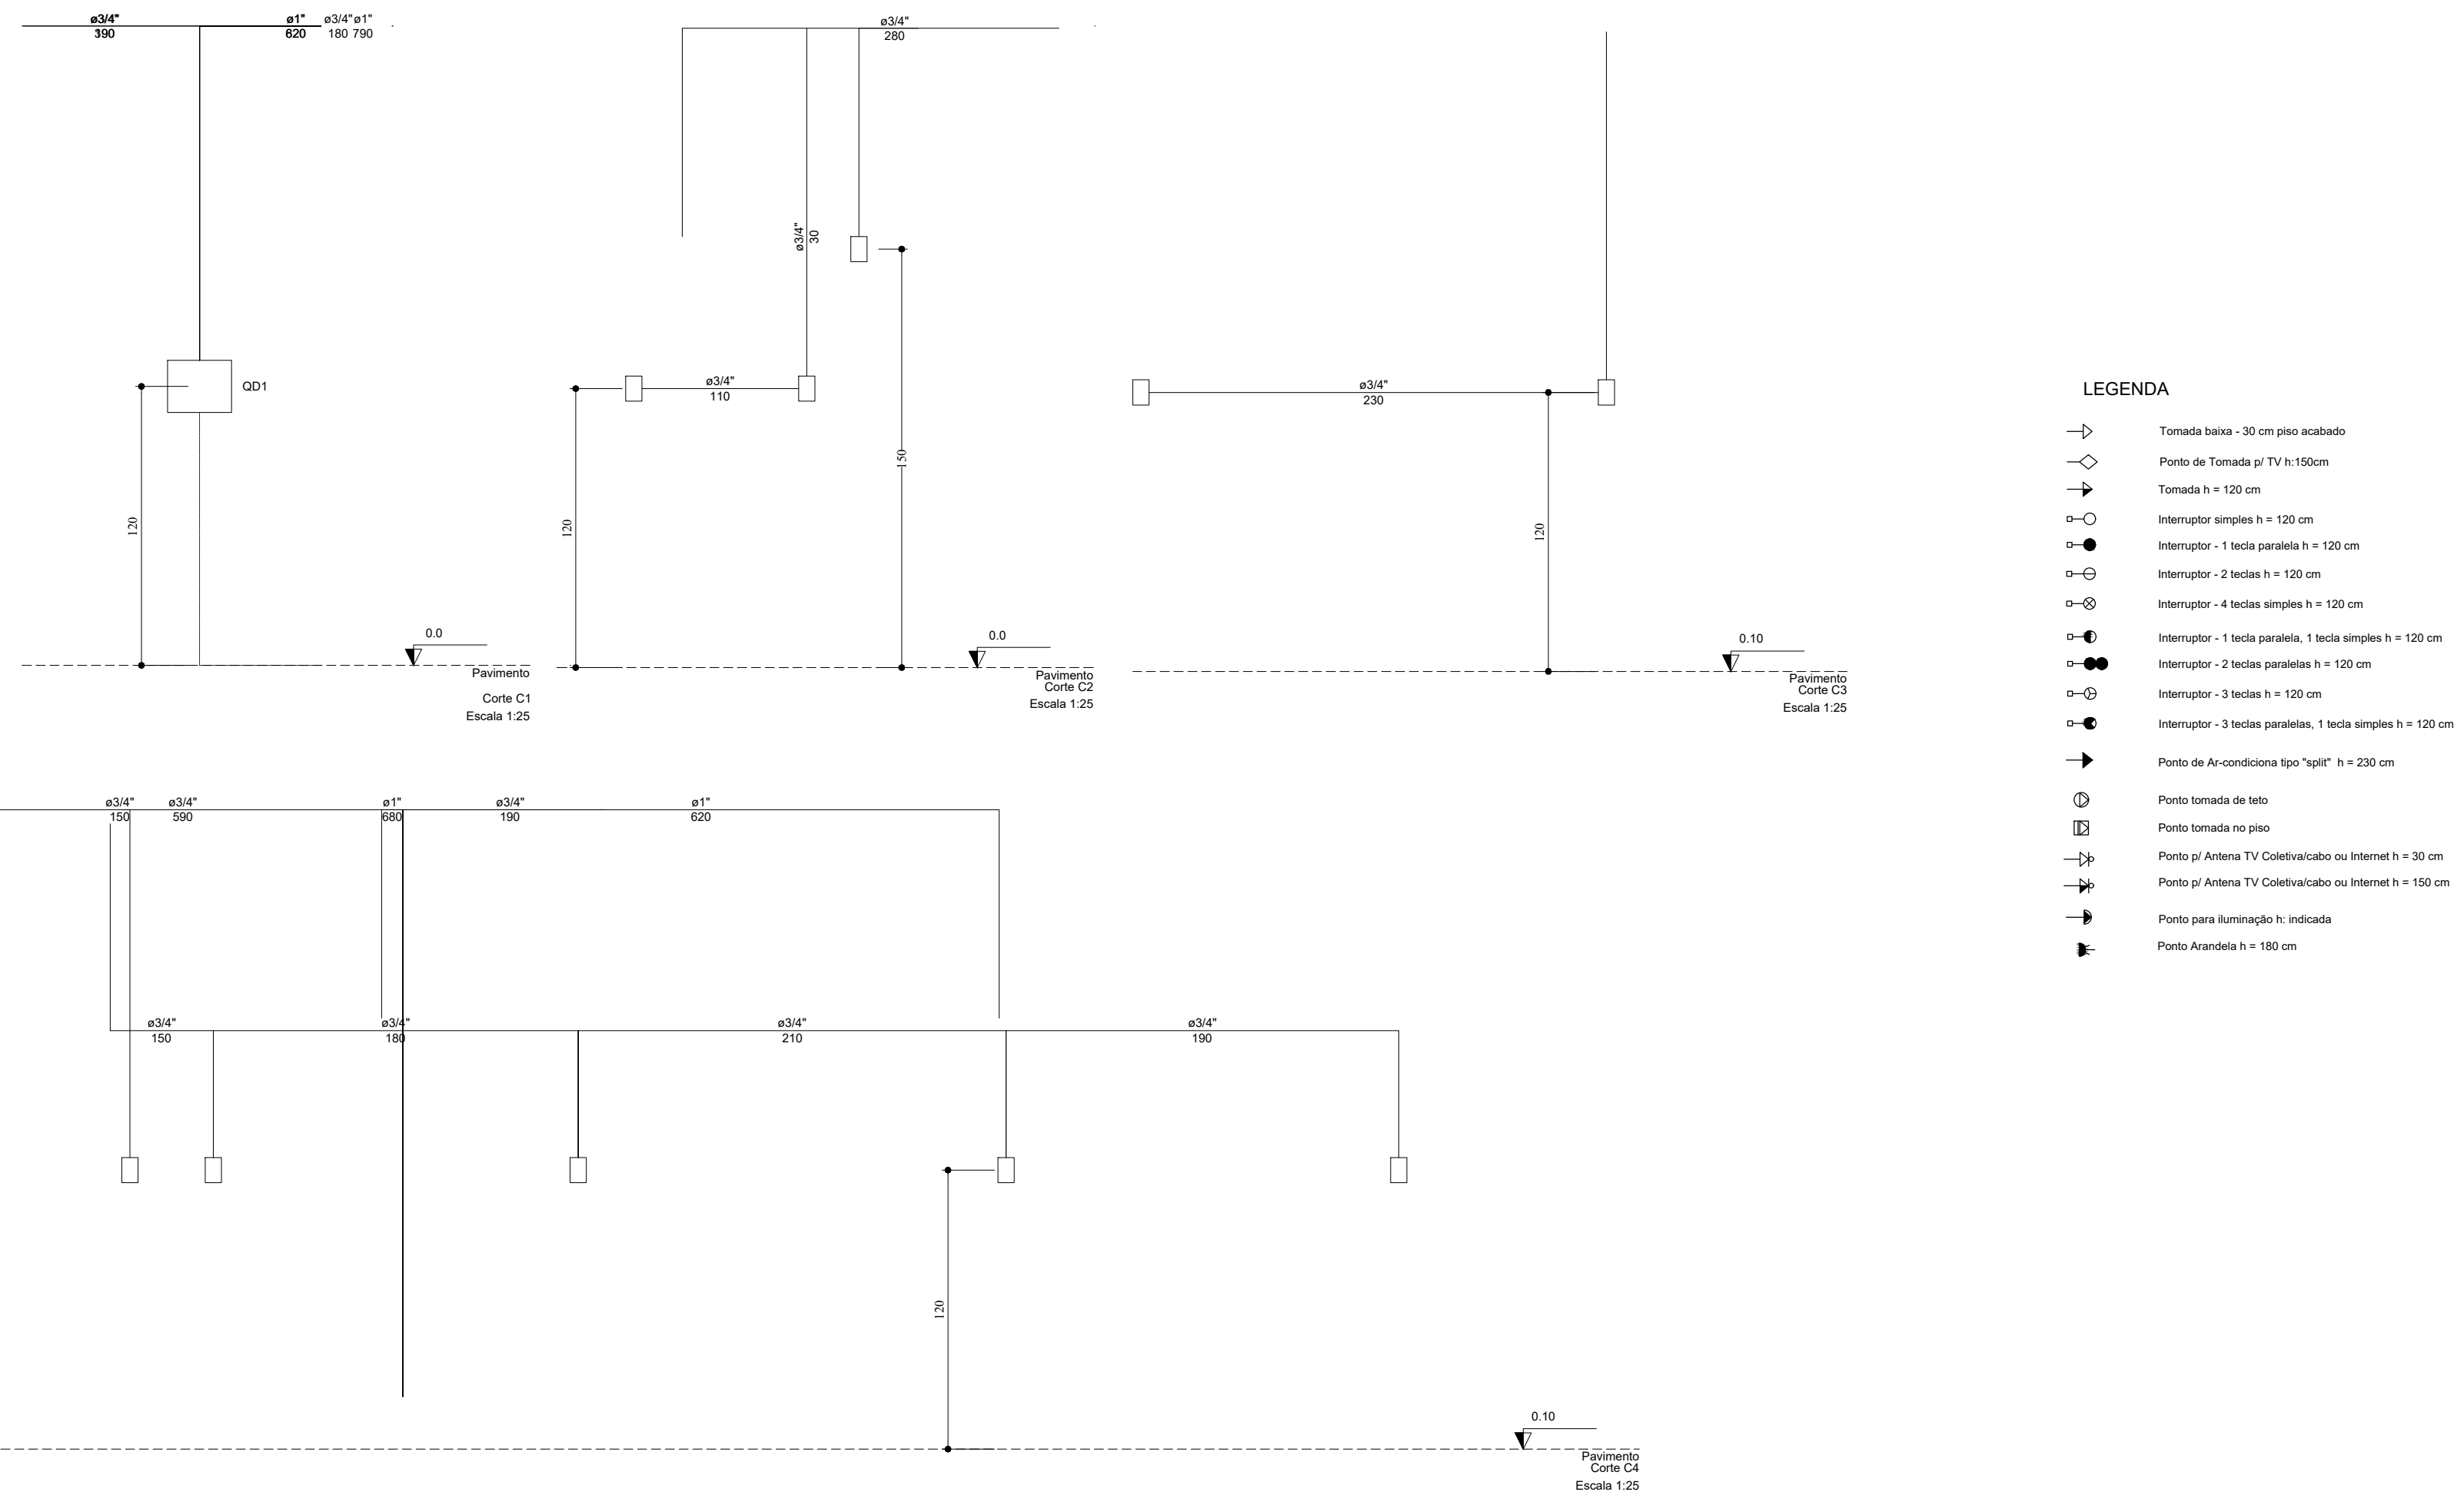 ø3/4" ø1" ø3/4" ø1"
390 620 180 790
QD1
120
0.0
Pavimento
Corte C1
Escala 1:25
ø3/4"
280
ø3/4"
30
ø3/4"
110
120
150
0.0
Pavimento
Corte C2
Escala 1:25
ø3/4"
230
120
0.10
Pavimento
Corte C3
Escala 1:25
ø3/4" ø3/4" ø1" ø3/4" ø1"
150 590 680 190 620
ø3/4" ø3/4" ø3/4" ø3/4"
150 180 210 190
120
0.10
Pavimento
Corte C4
Escala 1:25
LEGENDA
Tomada baixa - 30 cm piso acabado
Ponto de Tomada p/ TV h:150cm
Tomada h = 120 cm
Interruptor simples h = 120 cm
Interruptor - 1 tecla paralela h = 120 cm
Interruptor - 2 teclas h = 120 cm
Interruptor - 4 teclas simples h = 120 cm
Interruptor - 1 tecla paralela, 1 tecla simples h = 120 cm
Interruptor - 2 teclas paralelas h = 120 cm
Interruptor - 3 teclas h = 120 cm
Interruptor - 3 teclas paralelas, 1 tecla simples h = 120 cm
Ponto de Ar-condiciona tipo "split" h = 230 cm
Ponto tomada de teto
Ponto tomada no piso
Ponto p/ Antena TV Coletiva/cabo ou Internet h = 30 cm
Ponto p/ Antena TV Coletiva/cabo ou Internet h = 150 cm
Ponto para iluminação h: indicada
Ponto Arandela h = 180 cm